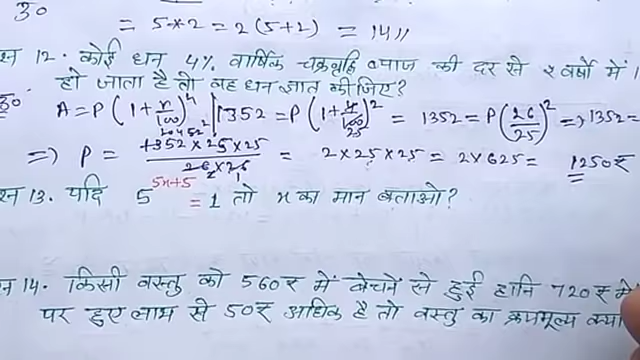 उ०
= 5*2 = 2(5+2) = 14॥
12. कोई धन 4% वार्षिक चक्रवृद्धि ब्याज की दर से २ वर्षो में 1
हो जाता है तो वह धन ज्ञात कीजिए?
उ० A=P(1+r/100)^n 1352=P(1+4/100)^2 = 1352=P(26/25)^2 => 1352=
=> P = 1352×25×25/26×26 = 2×25×25 = 2×625= 1250₹
13. यदि 5^5x+5 = 1 तो x का मान बताओ?
14. किसी वस्तु को 560₹ में बेचनें से हुई हानि 720₹ में
पर हुए लाभ से 50₹ अधिक है तो वस्तु का क्रयमूल्य क्या